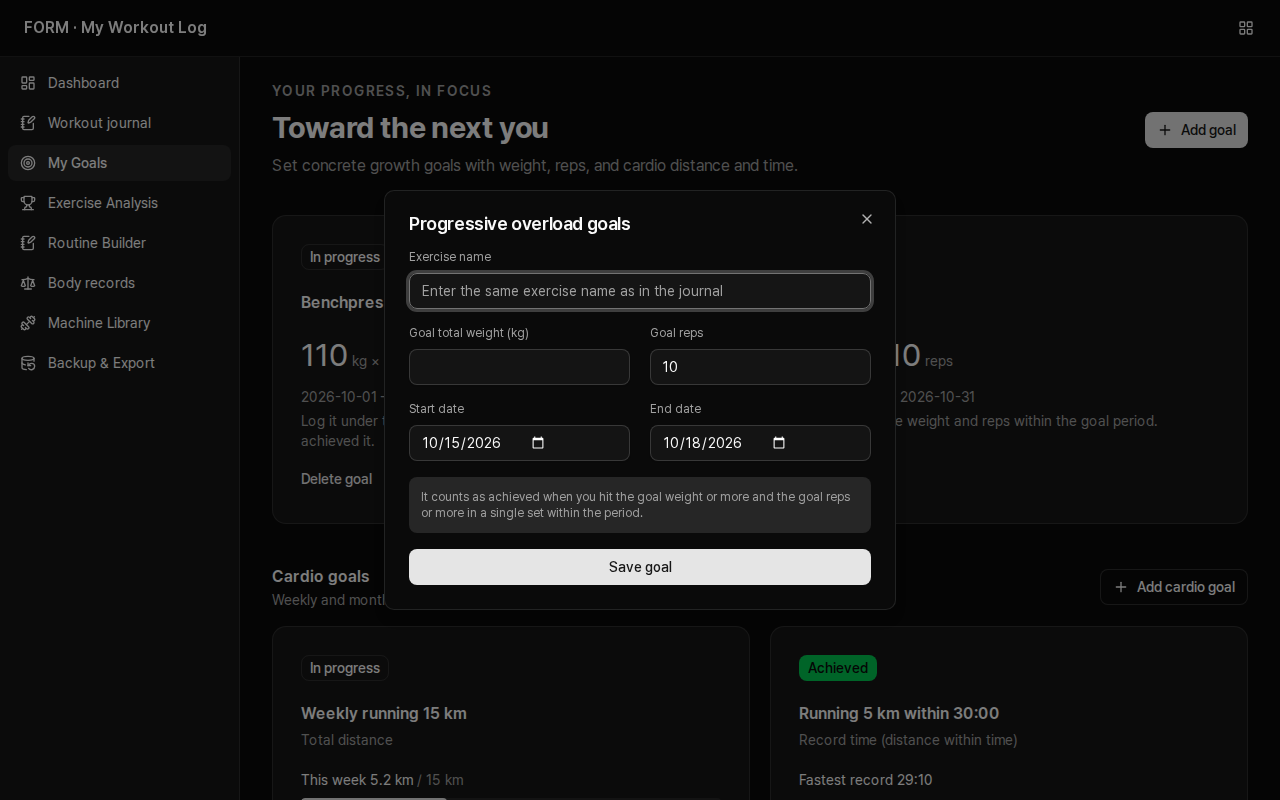 FORM · My Workout Log
Dashboard
Workout journal
My Goals
Exercise Analysis
Routine Builder
Body records
Machine Library
Backup & Export
YOUR PROGRESS, IN FOCUS
Toward the next you
Set concrete growth goals with weight, reps, and cardio distance and time.
Add goal
In progress
Benchpres
110 kg ×
2026-10-01 -
Log it under
achieved it.
Delete goal
10 reps
2026-10-31
weight and reps within the goal period.
Progressive overload goals
Exercise name
Enter the same exercise name as in the journal
Goal total weight (kg)
Goal reps
10
Start date
End date
10/15/2026
10/18/2026
It counts as achieved when you hit the goal weight or more and the goal reps
or more in a single set within the period.
Save goal
Cardio goals
Weekly and
Add cardio goal
In progress
Weekly running 15 km
Total distance
This week 5.2 km / 15 km
Achieved
Running 5 km within 30:00
Record time (distance within time)
Fastest record 29:10